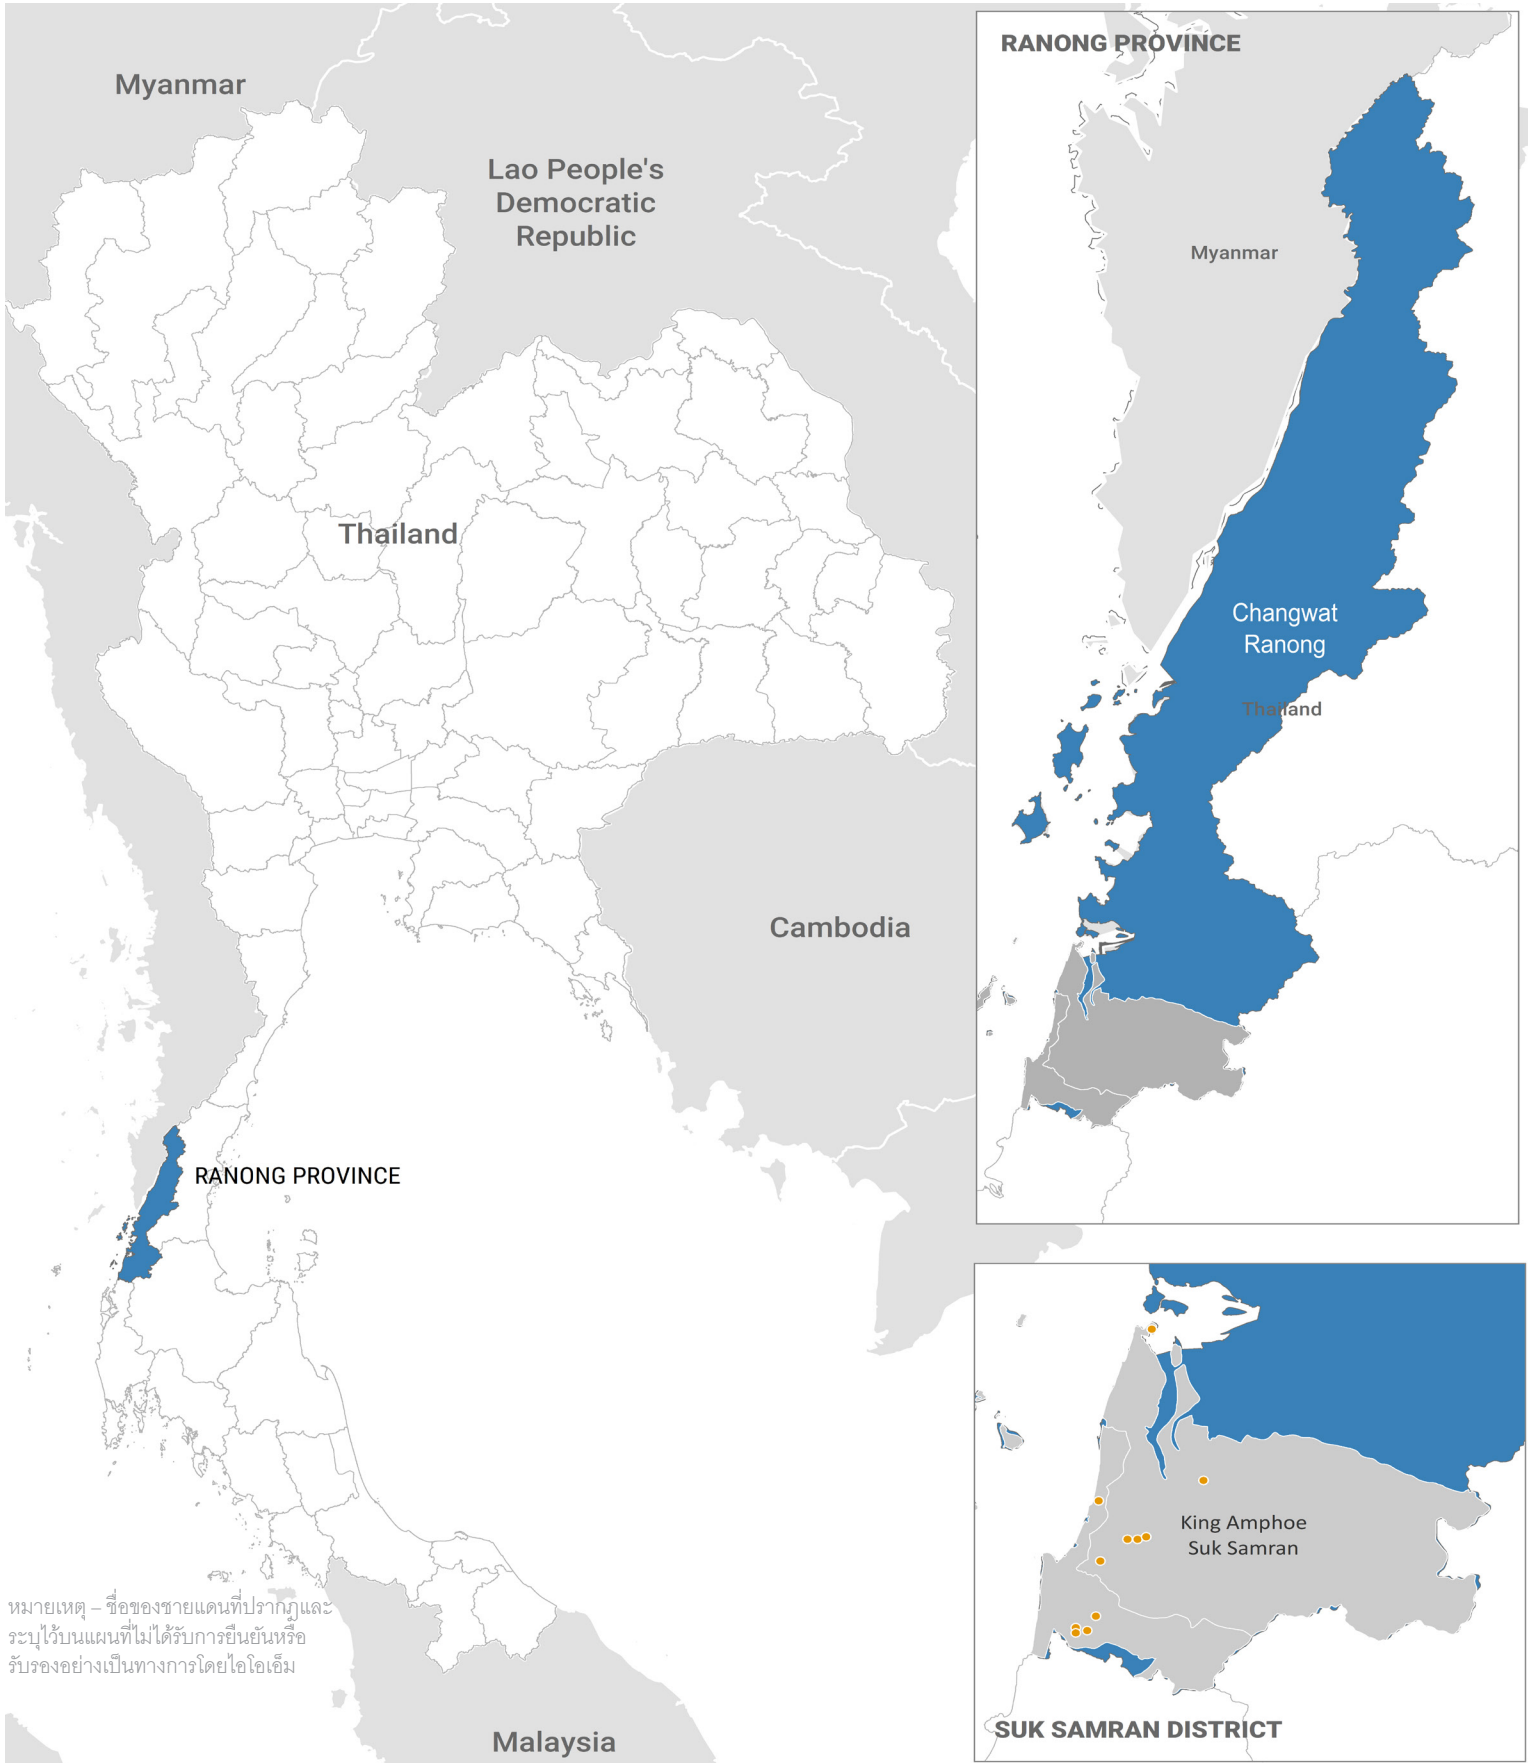 Myanmar
Lao People's
Democratic
Republic
Thailand
Cambodia
RANONG PROVINCE
Malaysia
หมายเหตุ – ชื่อของชายแดนที่ปรากฎและ
ระบุไว้บนแผนที่ไม่ได้รับการยืนยันหรือ
รับรองอย่างเป็นทางการโดยไอโอเอ็ม
RANONG PROVINCE
Myanmar
Changwat
Ranong
Thailand
King Amphoe
Suk Samran
SUK SAMRAN DISTRICT